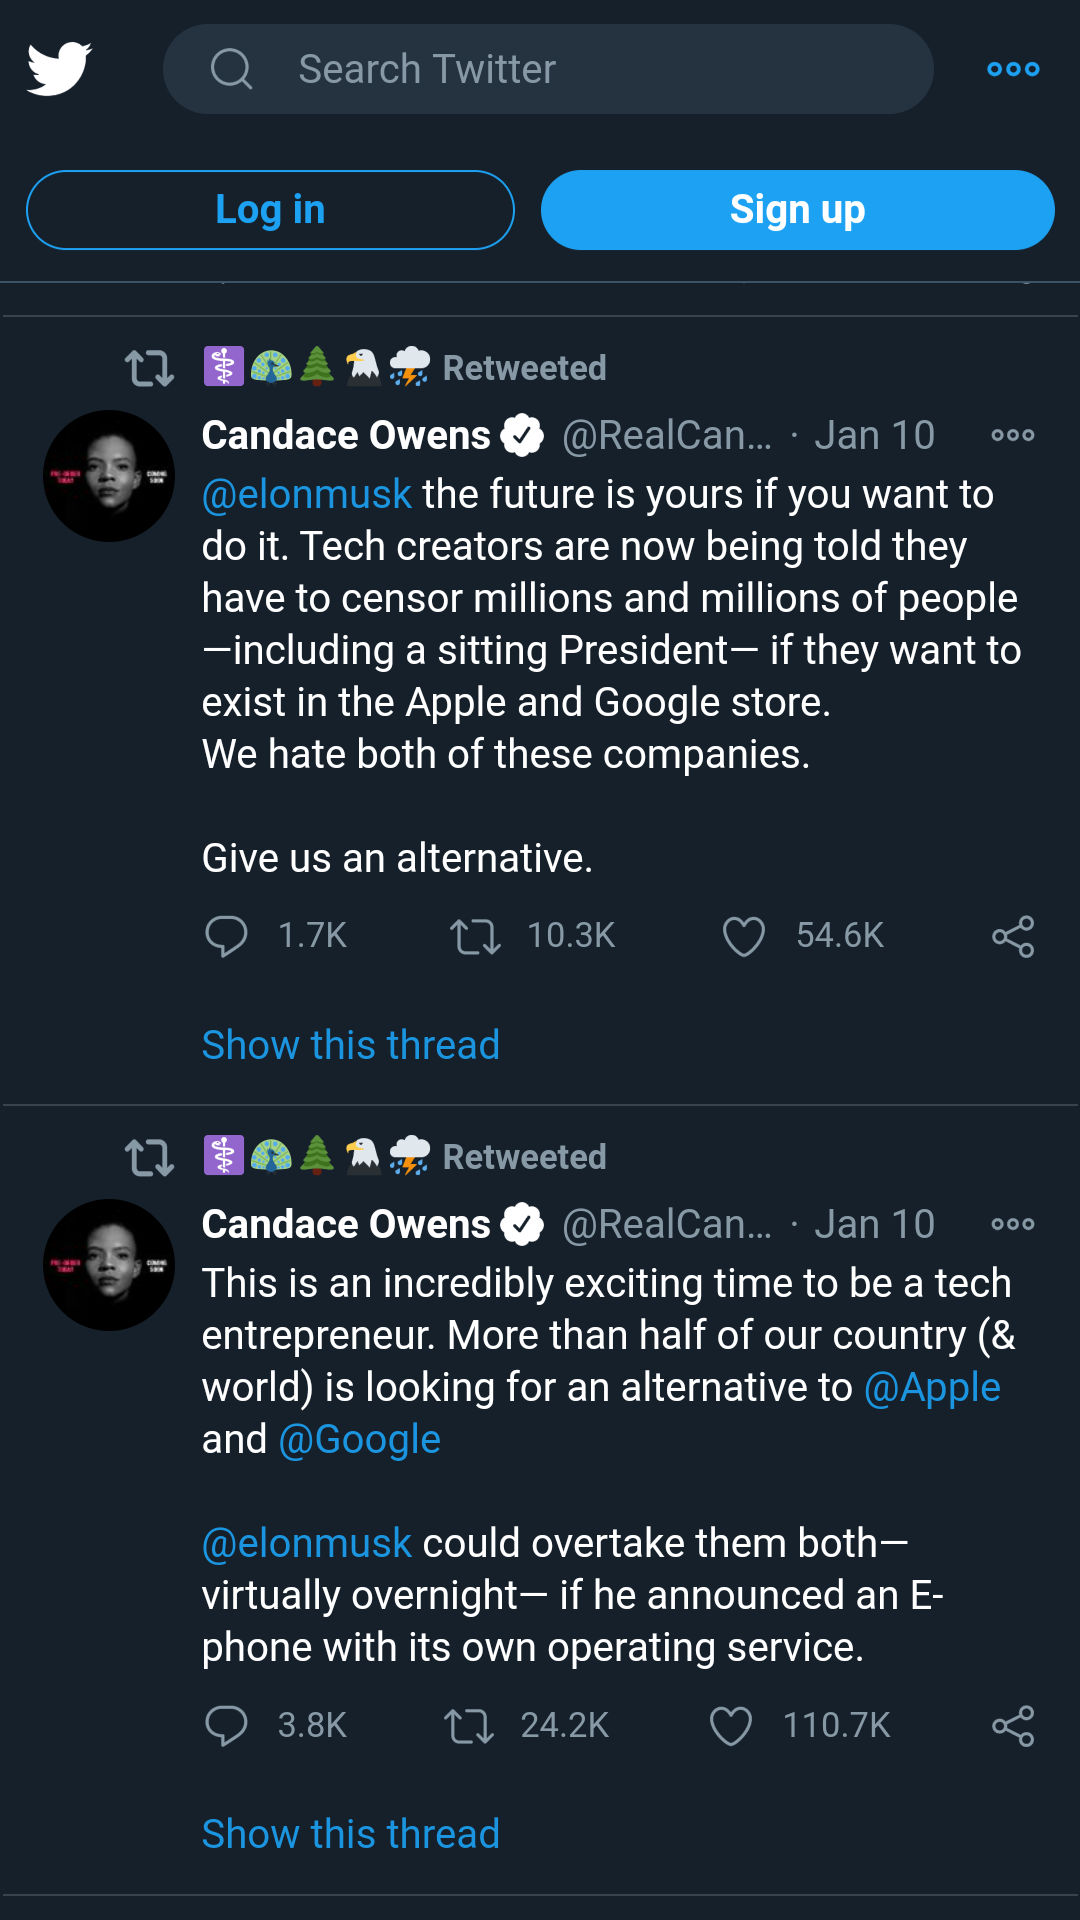 Search Twitter
Log in
Sign up
Retweeted
Candace Owens @RealCan... · Jan 10
@elonmusk the future is yours if you want to
do it. Tech creators are now being told they
have to censor millions and millions of people
—including a sitting President— if they want to
exist in the Apple and Google store.
We hate both of these companies.
Give us an alternative.
1.7K 10.3K 54.6K
Show this thread
Retweeted
Candace Owens @RealCan... · Jan 10
This is an incredibly exciting time to be a tech
entrepreneur. More than half of our country (&
world) is looking for an alternative to @Apple
and @Google
@elonmusk could overtake them both—
virtually overnight— if he announced an E-
phone with its own operating service.
3.8K 24.2K 110.7K
Show this thread